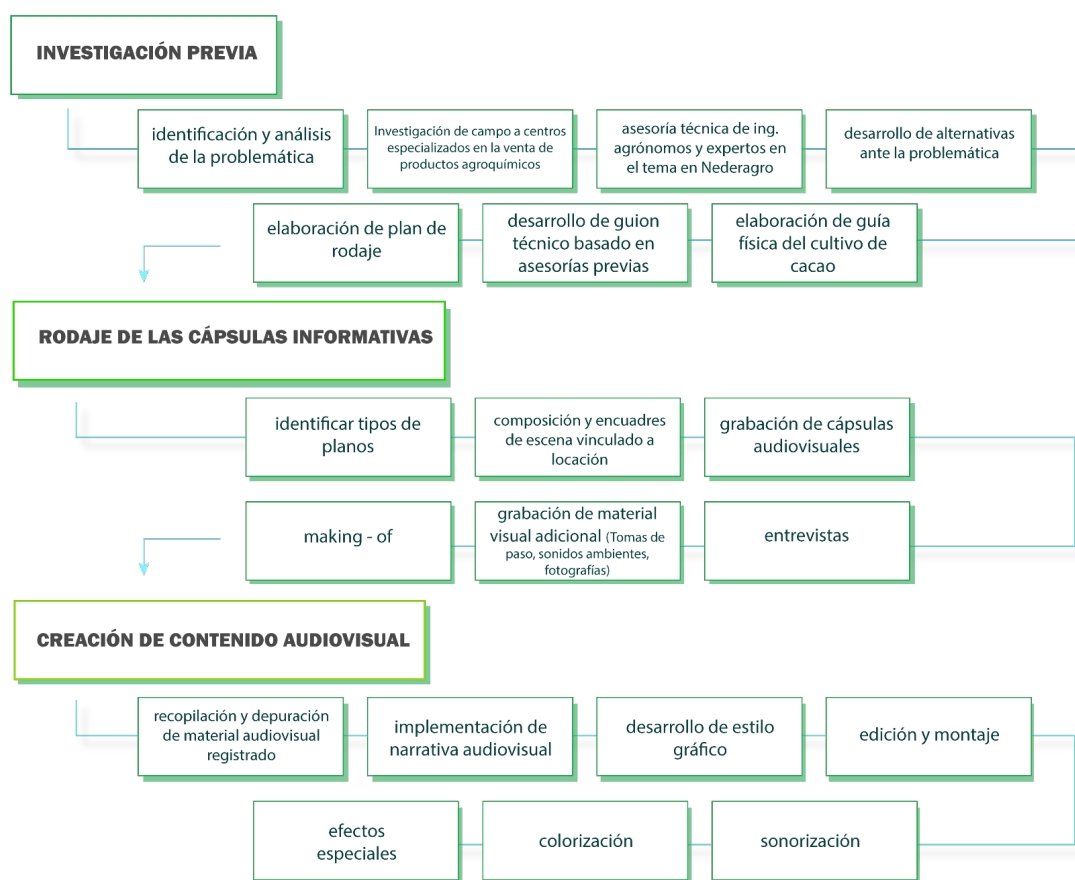 INVESTIGACIÓN PREVIA
identificación y análisis
de la problemática
Investigación de campo a centros
especializados en la venta de
productos agroquímicos
asesoría técnica de ing.
agrónomos y expertos en
el tema en Nederagro
desarrollo de alternativas
ante la problemática
elaboración de guía
física del cultivo de
cacao
desarrollo de guion
técnico basado en
asesorías previas
elaboración de plan de
rodaje
RODAJE DE LAS CÁPSULAS INFORMATIVAS
identificar tipos de
planos
composición y encuadres
de escena vinculado a
locación
grabación de cápsulas
audiovisuales
entrevistas
grabación de material
visual adicional (Tomas de
paso, sonidos ambientes,
fotografías)
making - of
CREACIÓN DE CONTENIDO AUDIOVISUAL
recopilación y depuración
de material audiovisual
registrado
implementación de
narrativa audiovisual
desarrollo de estilo
gráfico
edición y montaje
sonorización
colorización
efectos
especiales